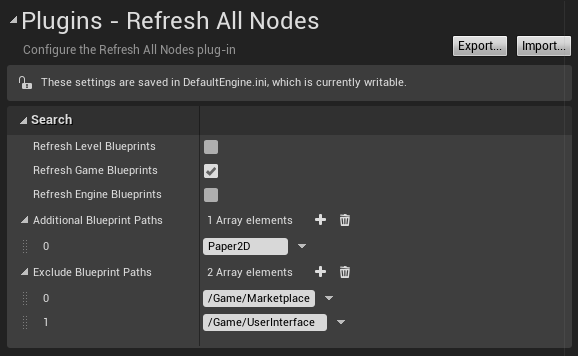 Plugins - Refresh All Nodes
Configure the Refresh All Nodes plug-in
Export...
Import...
These settings are saved in DefaultEngine.ini, which is currently writable.
Search
Refresh Level Blueprints
Refresh Game Blueprints
Refresh Engine Blueprints
Additional Blueprint Paths 1 Array elements
0 Paper2D
Exclude Blueprint Paths 2 Array elements
0 /Game/Marketplace
1 /Game/UserInterface